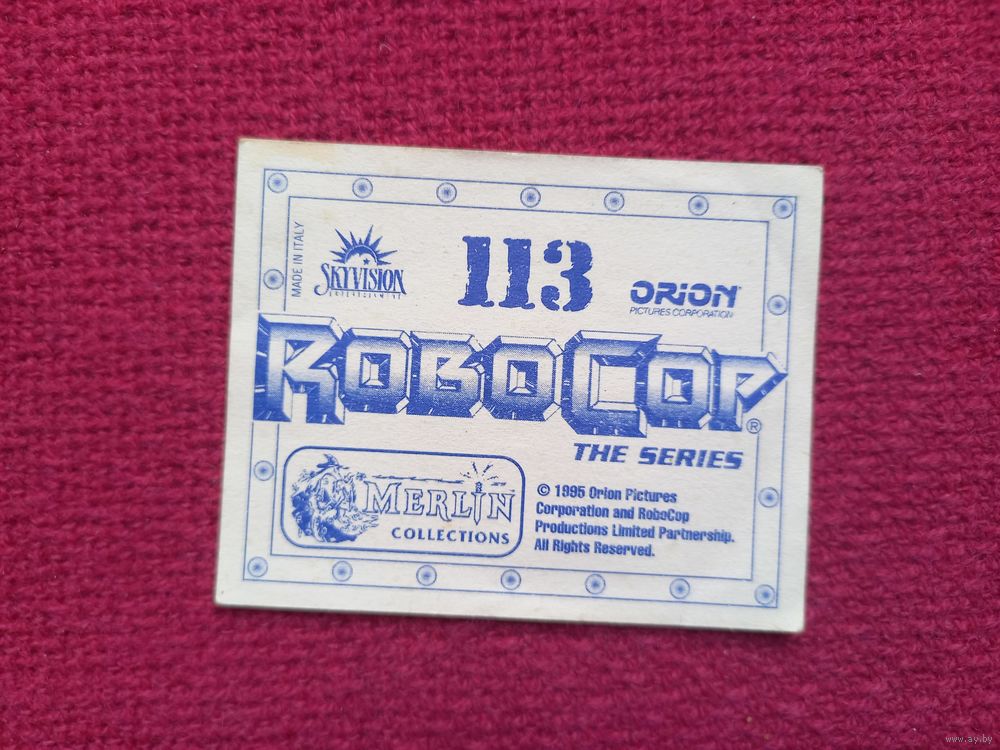 MADE IN ITALY
SKYVISION
ENTERTAINMENT
113
ORION
PICTURES CORPORATION
ROBOCOP®
THE SERIES
MERLIN
COLLECTIONS
© 1995 Orion Pictures
Corporation and RoboCop
Productions Limited Partnership.
All Rights Reserved.
www.ay.by